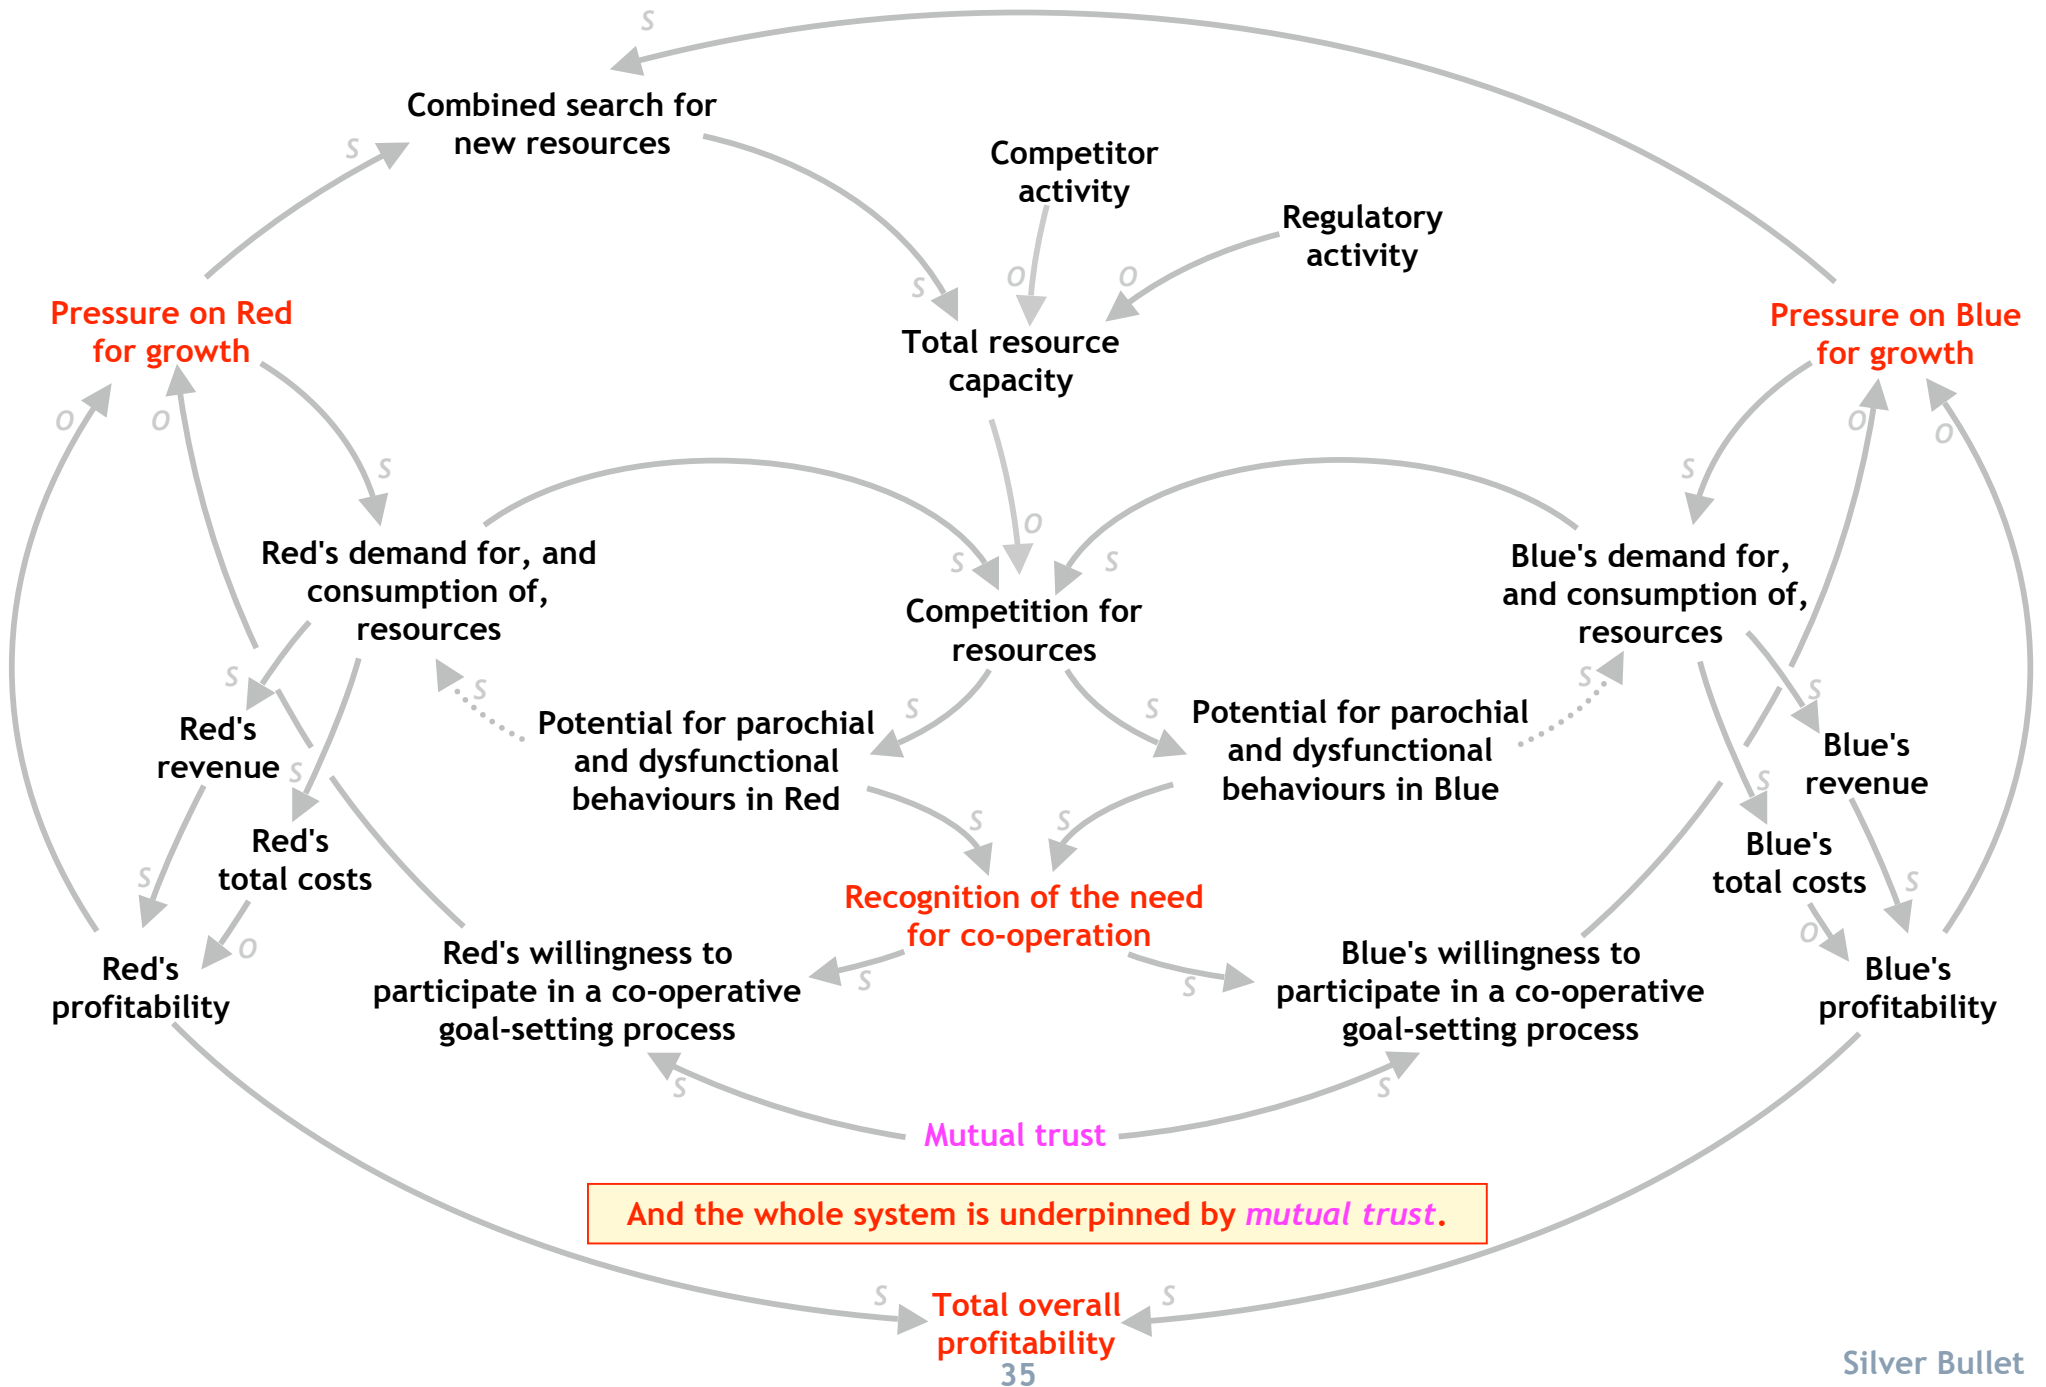 S
Combined search for
new resources
S
Competitor
activity
Regulatory
activity
S
O
O
Pressure on Red
for growth
Pressure on Blue
for growth
Total resource
capacity
O
O
O
O
S
S
O
S
S
Red's demand for, and
consumption of,
resources
Blue's demand for,
and consumption of,
resources
Competition for
resources
S
S
S
S
S
S
Potential for parochial
and dysfunctional
behaviours in Red
Potential for parochial
and dysfunctional
behaviours in Blue
Red's
revenue
Blue's
revenue
S
S
S
S
Red's
total costs
Blue's
total costs
S
S
Recognition of the need
for co-operation
O
O
Red's
profitability
Red's willingness to
participate in a co-operative
goal-setting process
S
S
Blue's willingness to
participate in a co-operative
goal-setting process
Blue's
profitability
S
S
Mutual trust
And the whole system is underpinned by mutual trust.
S
S
Total overall
profitability
35
Silver Bullet